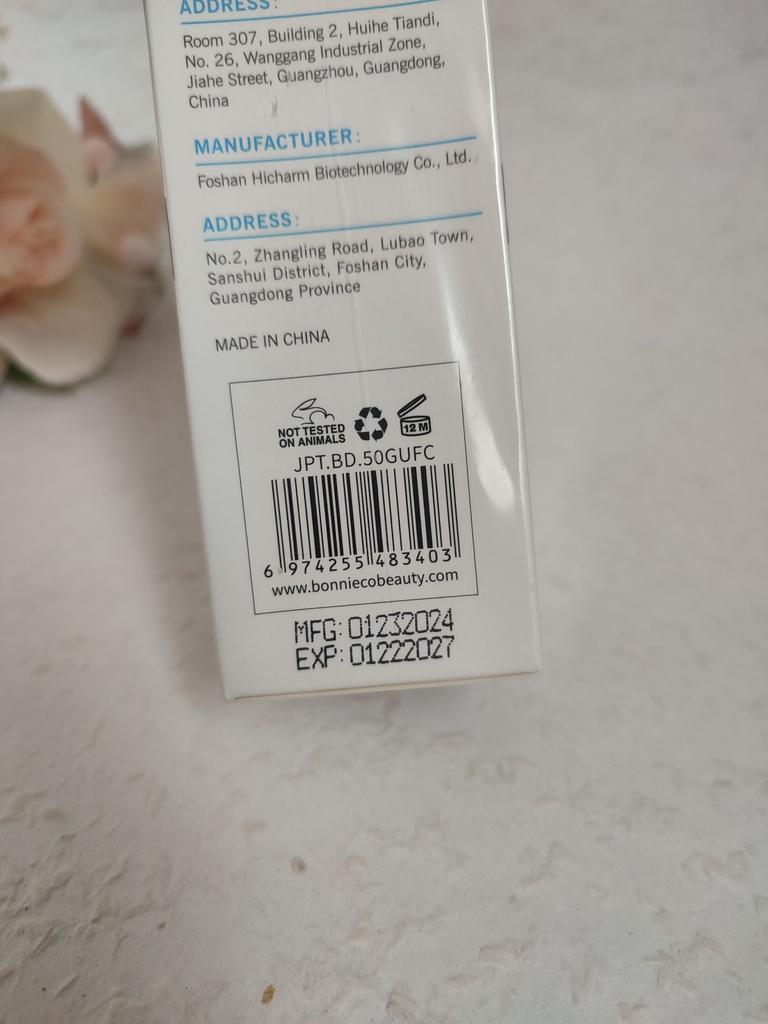 ADDRESS:
Room 307, Building 2, Huihe Tiandi,
No. 26, Wanggang Industrial Zone,
Jiahe Street, Guangzhou, Guangdong,
China
MANUFACTURER:
Foshan Hicharm Biotechnology Co., Ltd.
ADDRESS:
No.2, Zhangling Road, Lubao Town,
Sanshui District, Foshan City,
Guangdong Province
MADE IN CHINA
NOT TESTED
ON ANIMALS
12 M
JPT.BD.50GUFC
6 974255 483403
www.bonniecobeauty.com
MFG: 01232024
EXP: 01222027